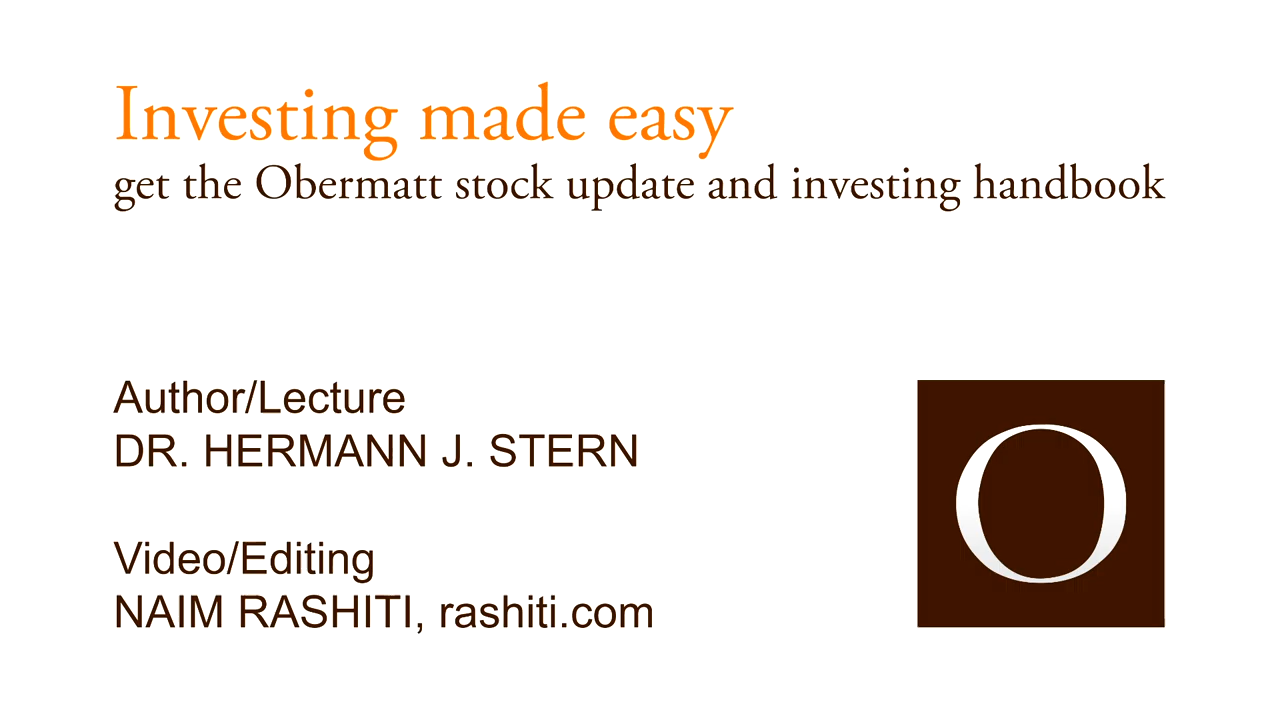 Investing made easy
get the Obermatt stock update and investing handbook
Author/Lecture
DR. HERMANN J. STERN
Video/Editing
NAIM RASHITI, rashiti.com
O